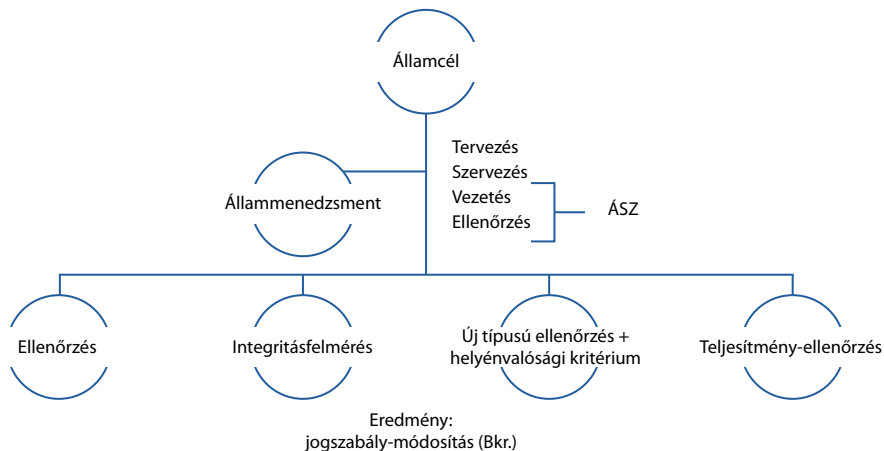 Államcél
Tervezés
Szervezés
Vezetés
Ellenőrzés
ÁSZ
Állammenedzsment
Ellenőrzés
Integritásfelmérés
Új típusú ellenőrzés +
helyénvalósági kritérium
Teljesítmény-ellenőrzés
Eredmény:
jogszabály-módosítás (Bkr.)